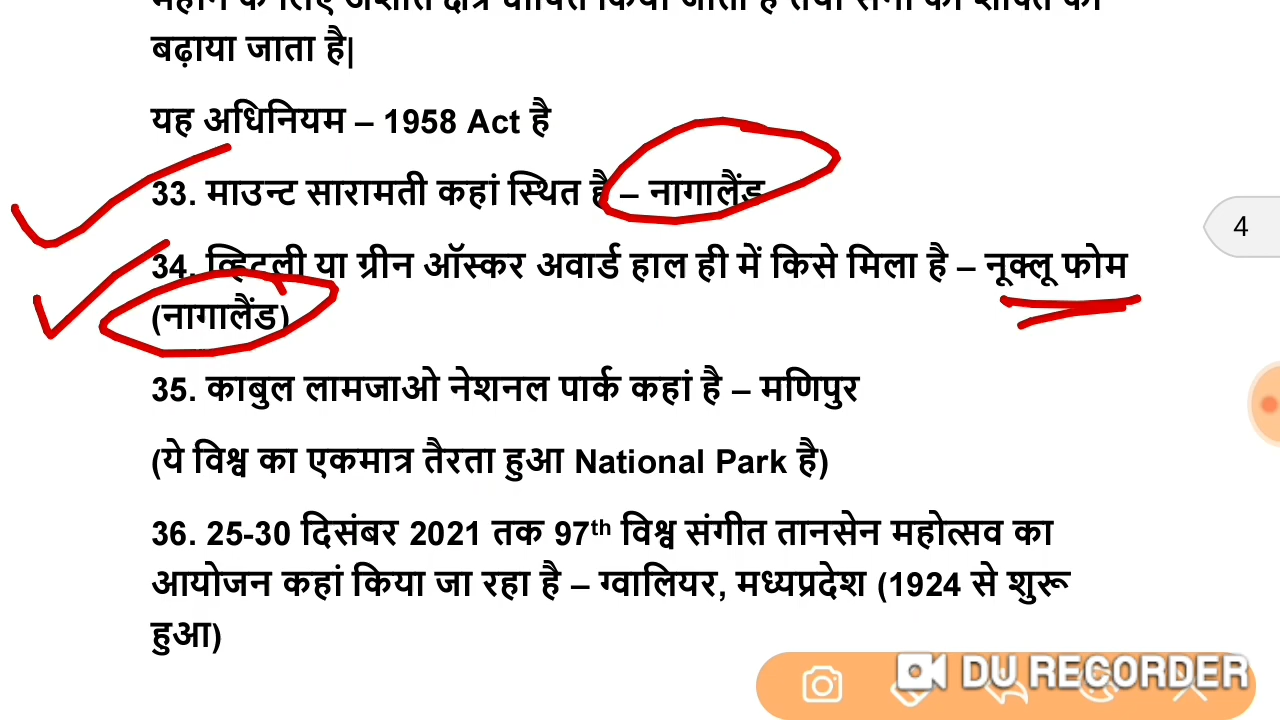 बढ़ाया जाता है|
यह अधिनियम – 1958 Act है
33. माउन्ट सारामती कहां स्थित है – नागालैंड
34. व्हिटली या ग्रीन ऑस्कर अवार्ड हाल ही में किसे मिला है – नूक्लू फोम
(नागालैंड)
35. काबुल लामजाओ नेशनल पार्क कहां है – मणिपुर
(ये विश्व का एकमात्र तैरता हुआ National Park है)
36. 25-30 दिसंबर 2021 तक 97th विश्व संगीत तानसेन महोत्सव का
आयोजन कहां किया जा रहा है – ग्वालियर, मध्यप्रदेश (1924 से शुरू
हुआ)
4
DU RECORDER